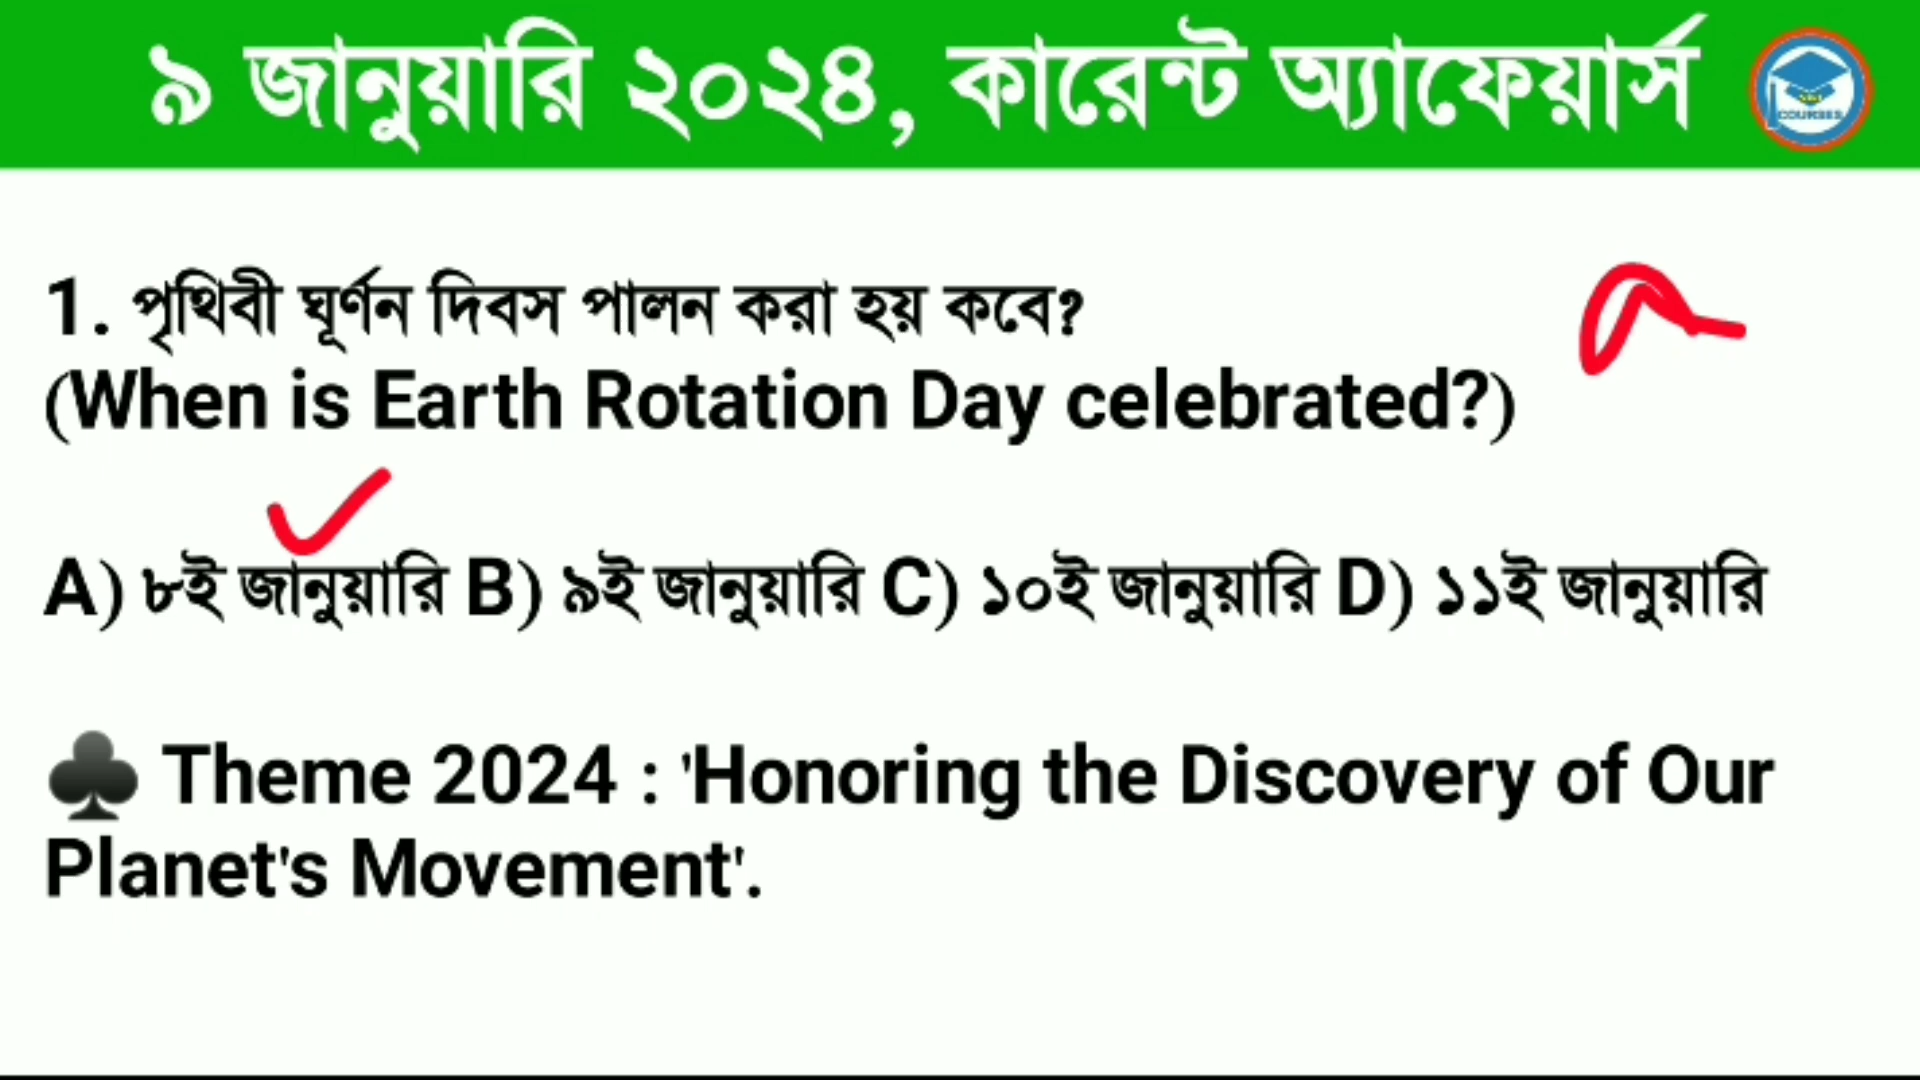 ৯ জানুয়ারি ২০২৪, কারেন্ট অ্যাফেয়ার্স
COURSES
1. পৃথিবী ঘূর্ণন দিবস পালন করা হয় কবে?
(When is Earth Rotation Day celebrated?)
A) ৮ই জানুয়ারি B) ৯ই জানুয়ারি C) ১০ই জানুয়ারি D) ১১ই জানুয়ারি
♣ Theme 2024 : 'Honoring the Discovery of Our
Planet's Movement'.